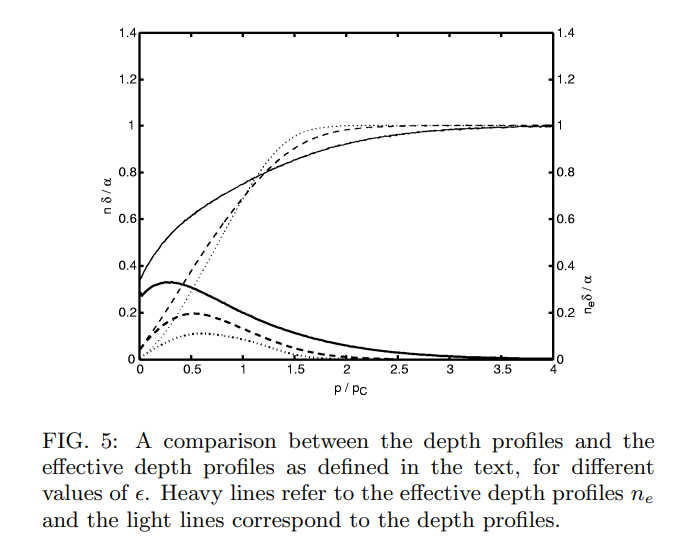 1.4
1.4
1.2
1.2
1
1
0.8
0.8
n δ / α
0.6
0.6
0.4
0.4
nₑδ / α
0.2
0.2
0
0
0 0.5 1 1.5 2 2.5 3 3.5 4
p / pC
FIG. 5: A comparison between the depth profiles and the
effective depth profiles as defined in the text, for different
values of ϵ. Heavy lines refer to the effective depth profiles nₑ
and the light lines correspond to the depth profiles.